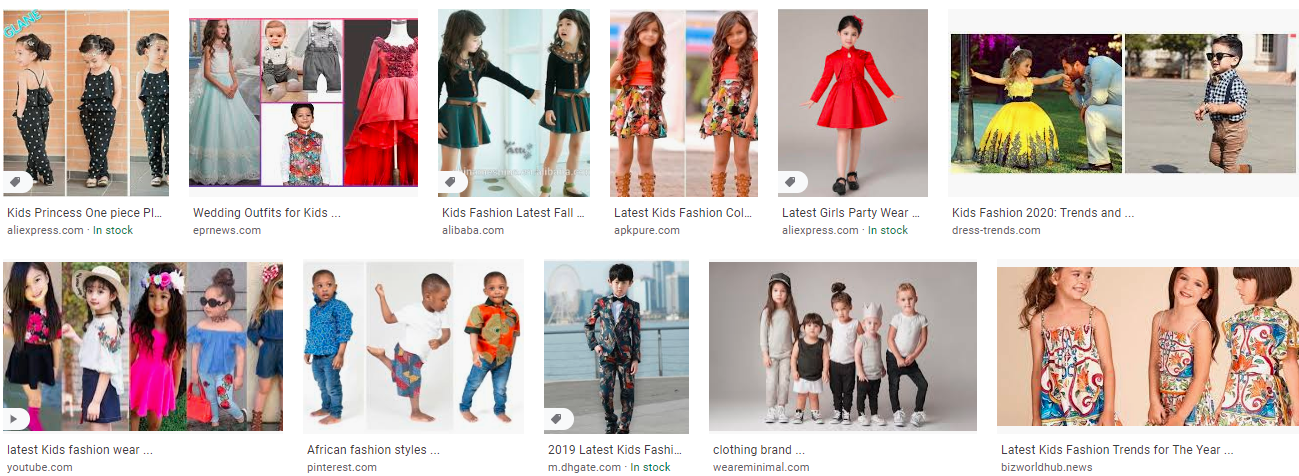 GLANE
Kids Princess One piece Pl...
aliexpress.com · In stock
Wedding Outfits for Kids ...
eprnews.com
Kids Fashion Latest Fall ...
alibaba.com
Latest Kids Fashion Col...
apkpure.com
Latest Girls Party Wear ...
aliexpress.com · In stock
Kids Fashion 2020: Trends and ...
dress-trends.com
latest Kids fashion wear ...
youtube.com
African fashion styles ...
pinterest.com
2019 Latest Kids Fashi...
m.dhgate.com · In stock
clothing brand ...
weareminimal.com
Latest Kids Fashion Trends for The Year ...
bizworldhub.news